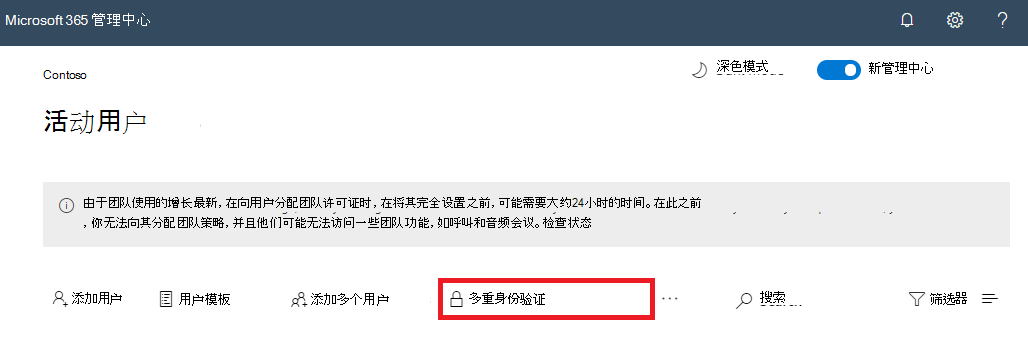 Microsoft 365 管理中心
Contoso
深色模式
新管理中心
活动用户
由于团队使用的增长最新，在向用户分配团队许可证时，在将其完全设置之前，可能需要大约24小时的时间。在此之前
，你无法向其分配团队策略，并且他们可能无法访问一些团队功能，如呼叫和音频会议。检查状态
添加用户
用户模板
添加多个用户
多重身份验证
搜索
筛选器